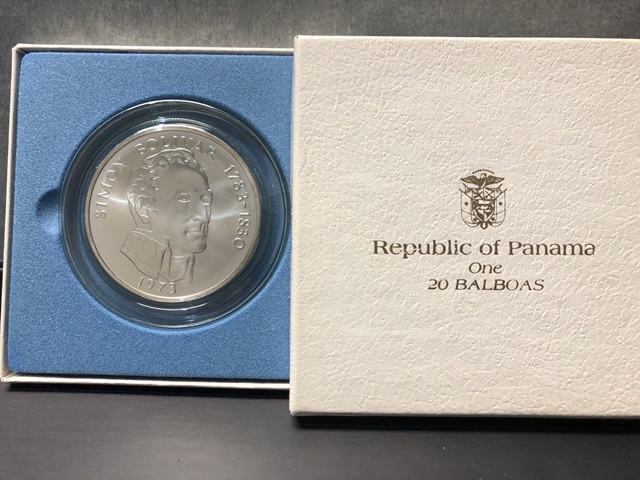 SIMON BOLIVAR 1783-1830
1973
Republic of Panama
One
20 BALBOAS